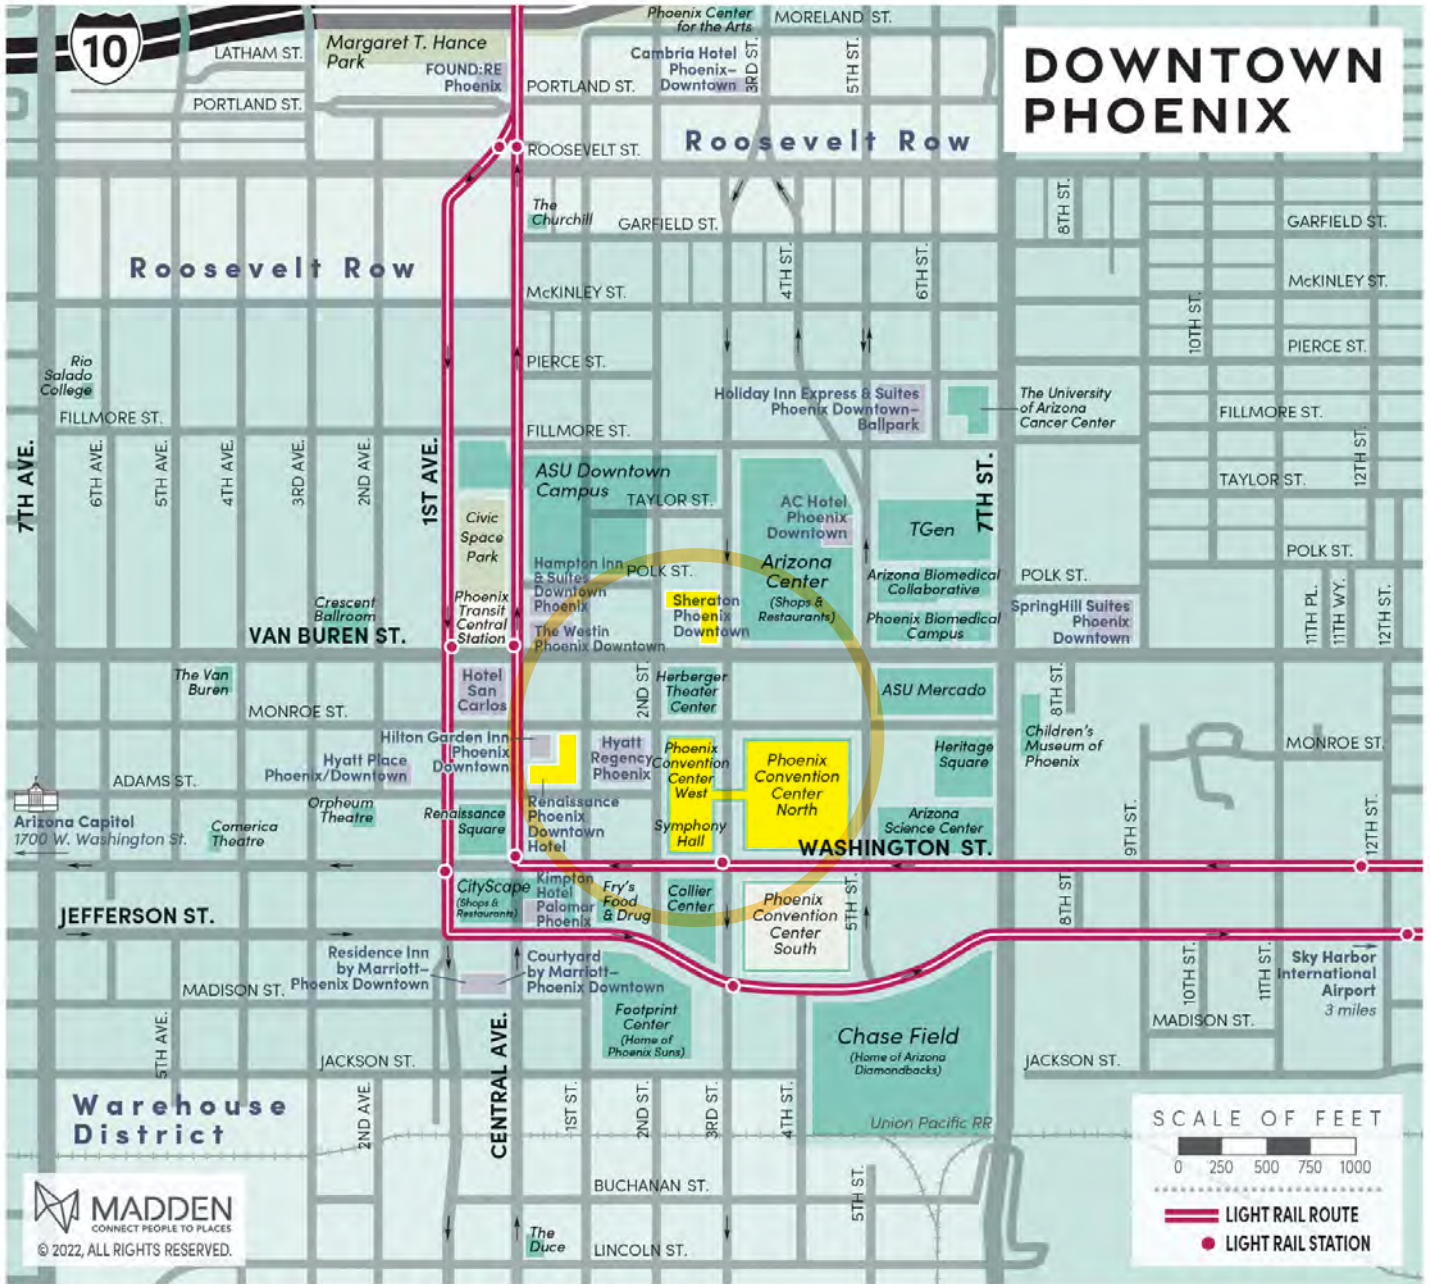 DOWNTOWN
PHOENIX
10
LATHAM ST.
Margaret T. Hance
Park
FOUND:RE
Phoenix
PORTLAND ST.
PORTLAND ST.
Phoenix Center
for the Arts
MORELAND ST.
Cambria Hotel
Phoenix–
Downtown
3RD ST.
5TH ST.
ROOSEVELT ST.
Roosevelt Row
The
Churchill
GARFIELD ST.
8TH ST.
GARFIELD ST.
Roosevelt Row
4TH ST.
6TH ST.
McKINLEY ST.
McKINLEY ST.
10TH ST.
PIERCE ST.
PIERCE ST.
Rio
Salado
College
FILLMORE ST.
FILLMORE ST.
Holiday Inn Express & Suites
Phoenix Downtown–
Ballpark
The University
of Arizona
Cancer Center
FILLMORE ST.
7TH AVE.
6TH AVE.
5TH AVE.
4TH AVE.
3RD AVE.
2ND AVE.
1ST AVE.
ASU Downtown
Campus
TAYLOR ST.
7TH ST.
TAYLOR ST.
12TH ST.
Civic
Space
Park
AC Hotel
Phoenix
Downtown
TGen
Arizona
Center
(Shops &
Restaurants)
POLK ST.
Hampton Inn
& Suites
Downtown
Phoenix
POLK ST.
Arizona Biomedical
Collaborative
POLK ST.
Phoenix Biomedical
Campus
SpringHill Suites
Phoenix
Downtown
11TH PL.
11TH WY.
12TH ST.
Sheraton
Phoenix
Downtown
Crescent
Ballroom
VAN BUREN ST.
Phoenix
Transit
Central
Station
The Westin
Phoenix Downtown
The Van
Buren
MONROE ST.
Hotel
San
Carlos
2ND ST.
Herberger
Theater
Center
ASU Mercado
8TH ST.
Children's
Museum of
Phoenix
MONROE ST.
Hilton Garden Inn
Phoenix
Downtown
Hyatt Place
Phoenix/Downtown
Hyatt
Regency
Phoenix
Phoenix
Convention
Center
West
Phoenix
Convention
Center
North
Heritage
Square
ADAMS ST.
Arizona Capitol
1700 W. Washington St.
Orpheum
Theatre
Comerica
Theatre
Renaissance
Square
Renaissance
Phoenix
Downtown
Hotel
Symphony
Hall
Arizona
Science Center
9TH ST.
12TH ST.
WASHINGTON ST.
JEFFERSON ST.
CityScape
(Shops &
Restaurants)
Kimpton
Hotel
Palomar
Phoenix
Fry's
Food
& Drug
Collier
Center
Phoenix
Convention
Center
South
5TH ST.
8TH ST.
Residence Inn
by Marriott–
Phoenix Downtown
Courtyard
by Marriott–
Phoenix Downtown
10TH ST.
11TH ST.
Sky Harbor
International
Airport
3 miles
MADISON ST.
MADISON ST.
5TH AVE.
JACKSON ST.
CENTRAL AVE.
Footprint
Center
(Home of
Phoenix Suns)
Chase Field
(Home of Arizona
Diamondbacks)
JACKSON ST.
Warehouse
District
2ND AVE.
1ST ST.
2ND ST.
3RD ST.
4TH ST.
Union Pacific RR
5TH ST.
BUCHANAN ST.
The
Duce
LINCOLN ST.
MADDEN
CONNECT PEOPLE TO PLACES
© 2022, ALL RIGHTS RESERVED.
SCALE OF FEET
0 250 500 750 1000
LIGHT RAIL ROUTE
LIGHT RAIL STATION